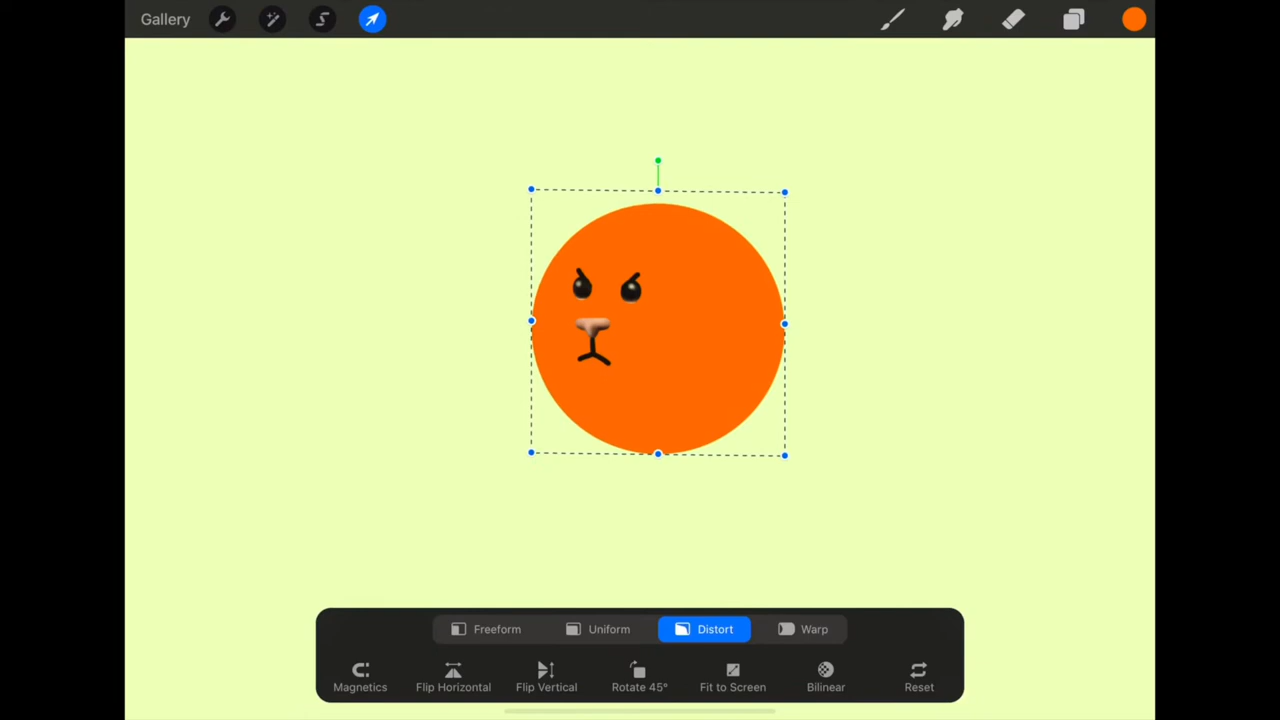 Gallery
Freeform Uniform Distort Warp
Magnetics Flip Horizontal Flip Vertical Rotate 45° Fit to Screen Bilinear Reset